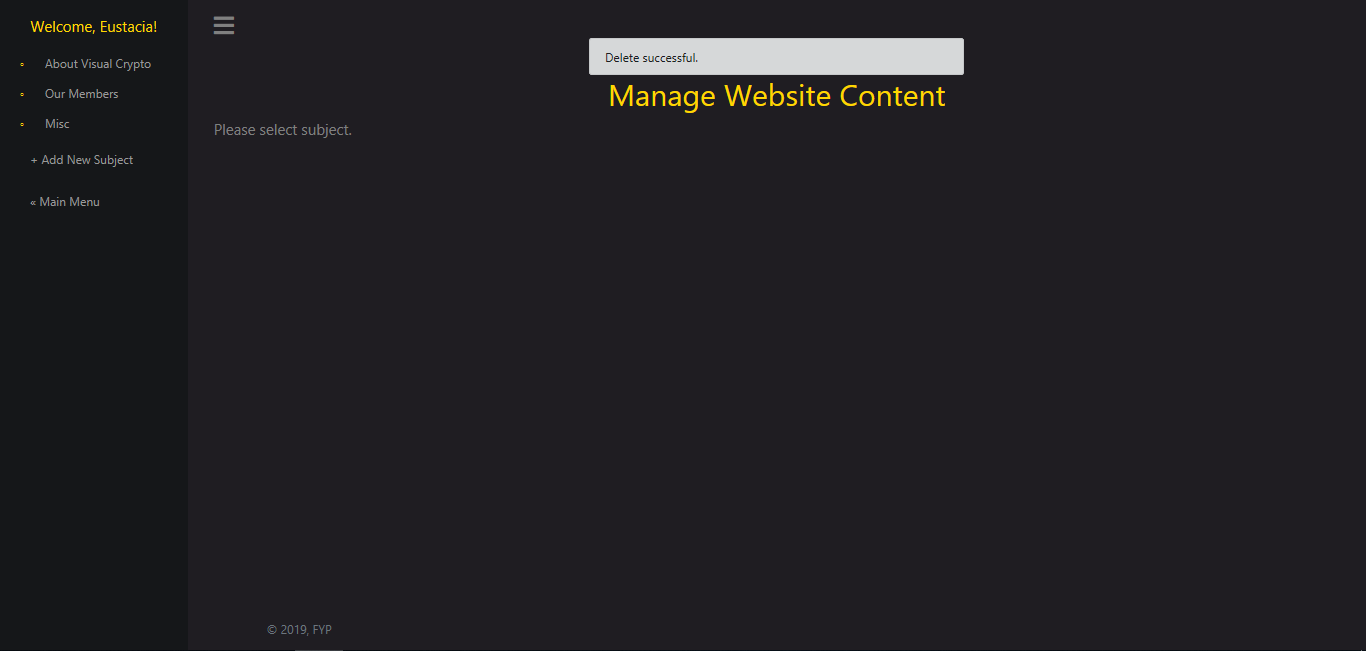 Welcome, Eustacia!
About Visual Crypto
Our Members
Misc
+ Add New Subject
« Main Menu
Delete successful.
Manage Website Content
Please select subject.
© 2019, FYP